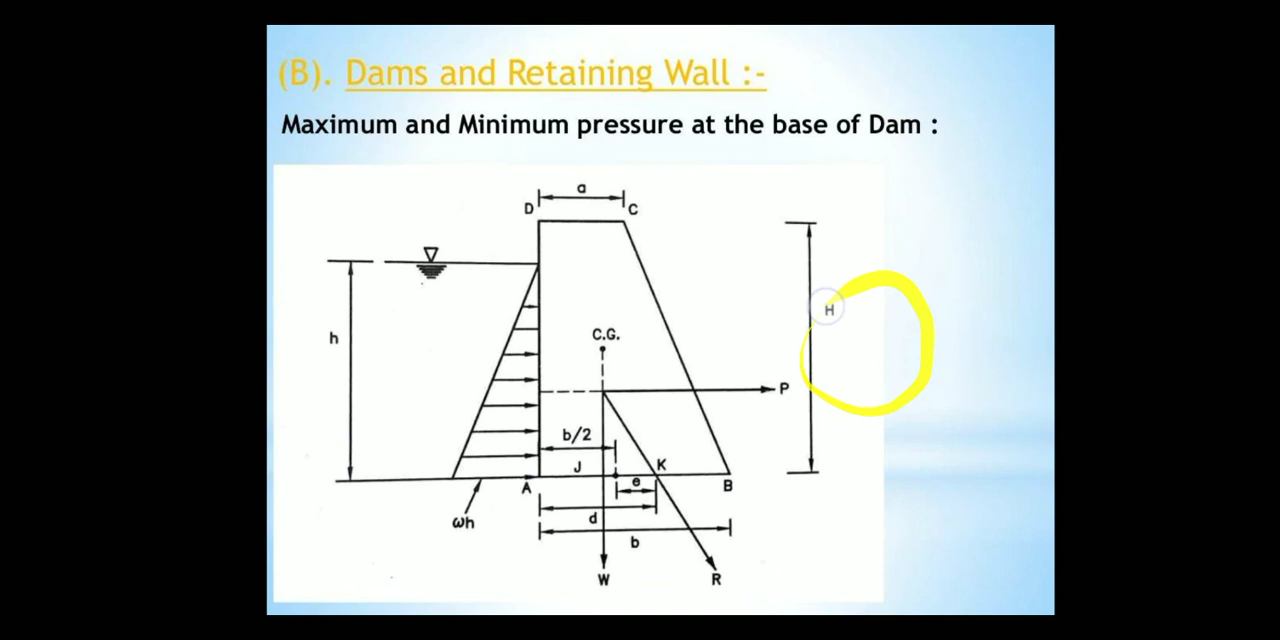 (B). Dams and Retaining Wall :-
Maximum and Minimum pressure at the base of Dam :
a
D
C
h
H
C.G.
P
b/2
J
K
A
e
B
ωh
d
b
W
R